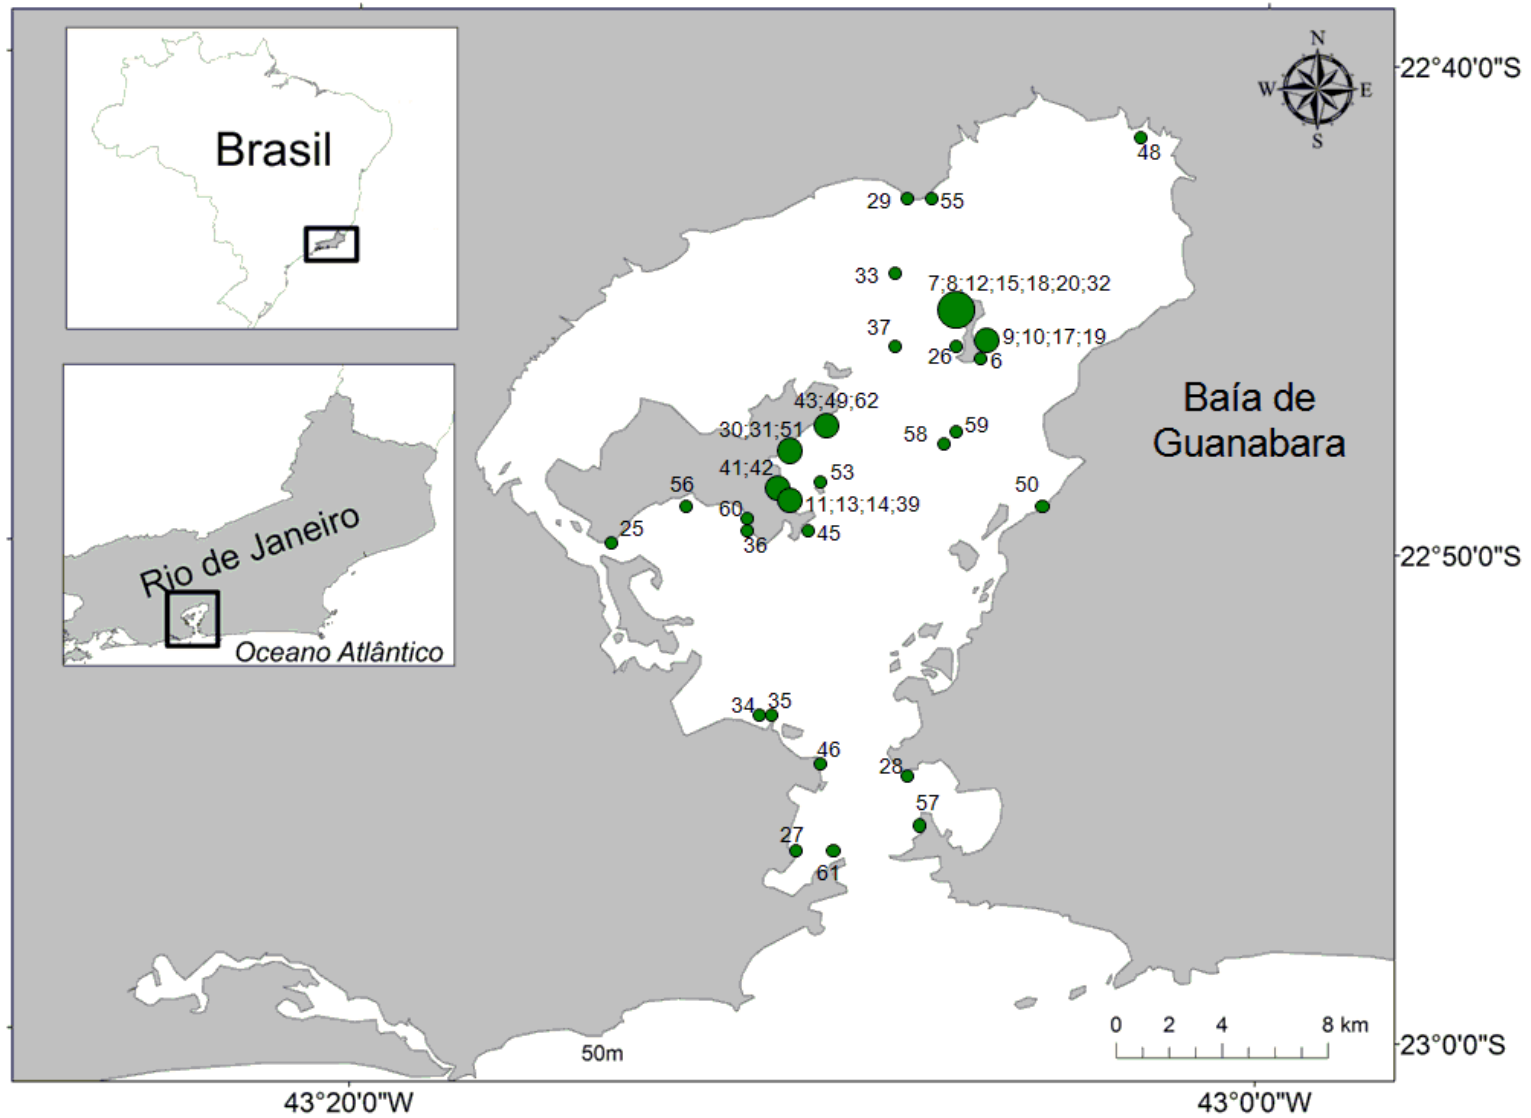 N
W
E
S
22°40'0"S
Brasil
48
29
55
33
7;8;12;15;18;20;32
37
26
9;10;17;19
6
Baía de
Guanabara
43;49;62
30;31;51
59
58
41;42
53
56
50
11;13;14;39
60
25
36
45
22°50'0"S
Rio de Janeiro
Oceano Atlântico
34
35
46
28
57
27
61
0
2
4
8 km
50m
23°0'0"S
43°20'0"W
43°0'0"W